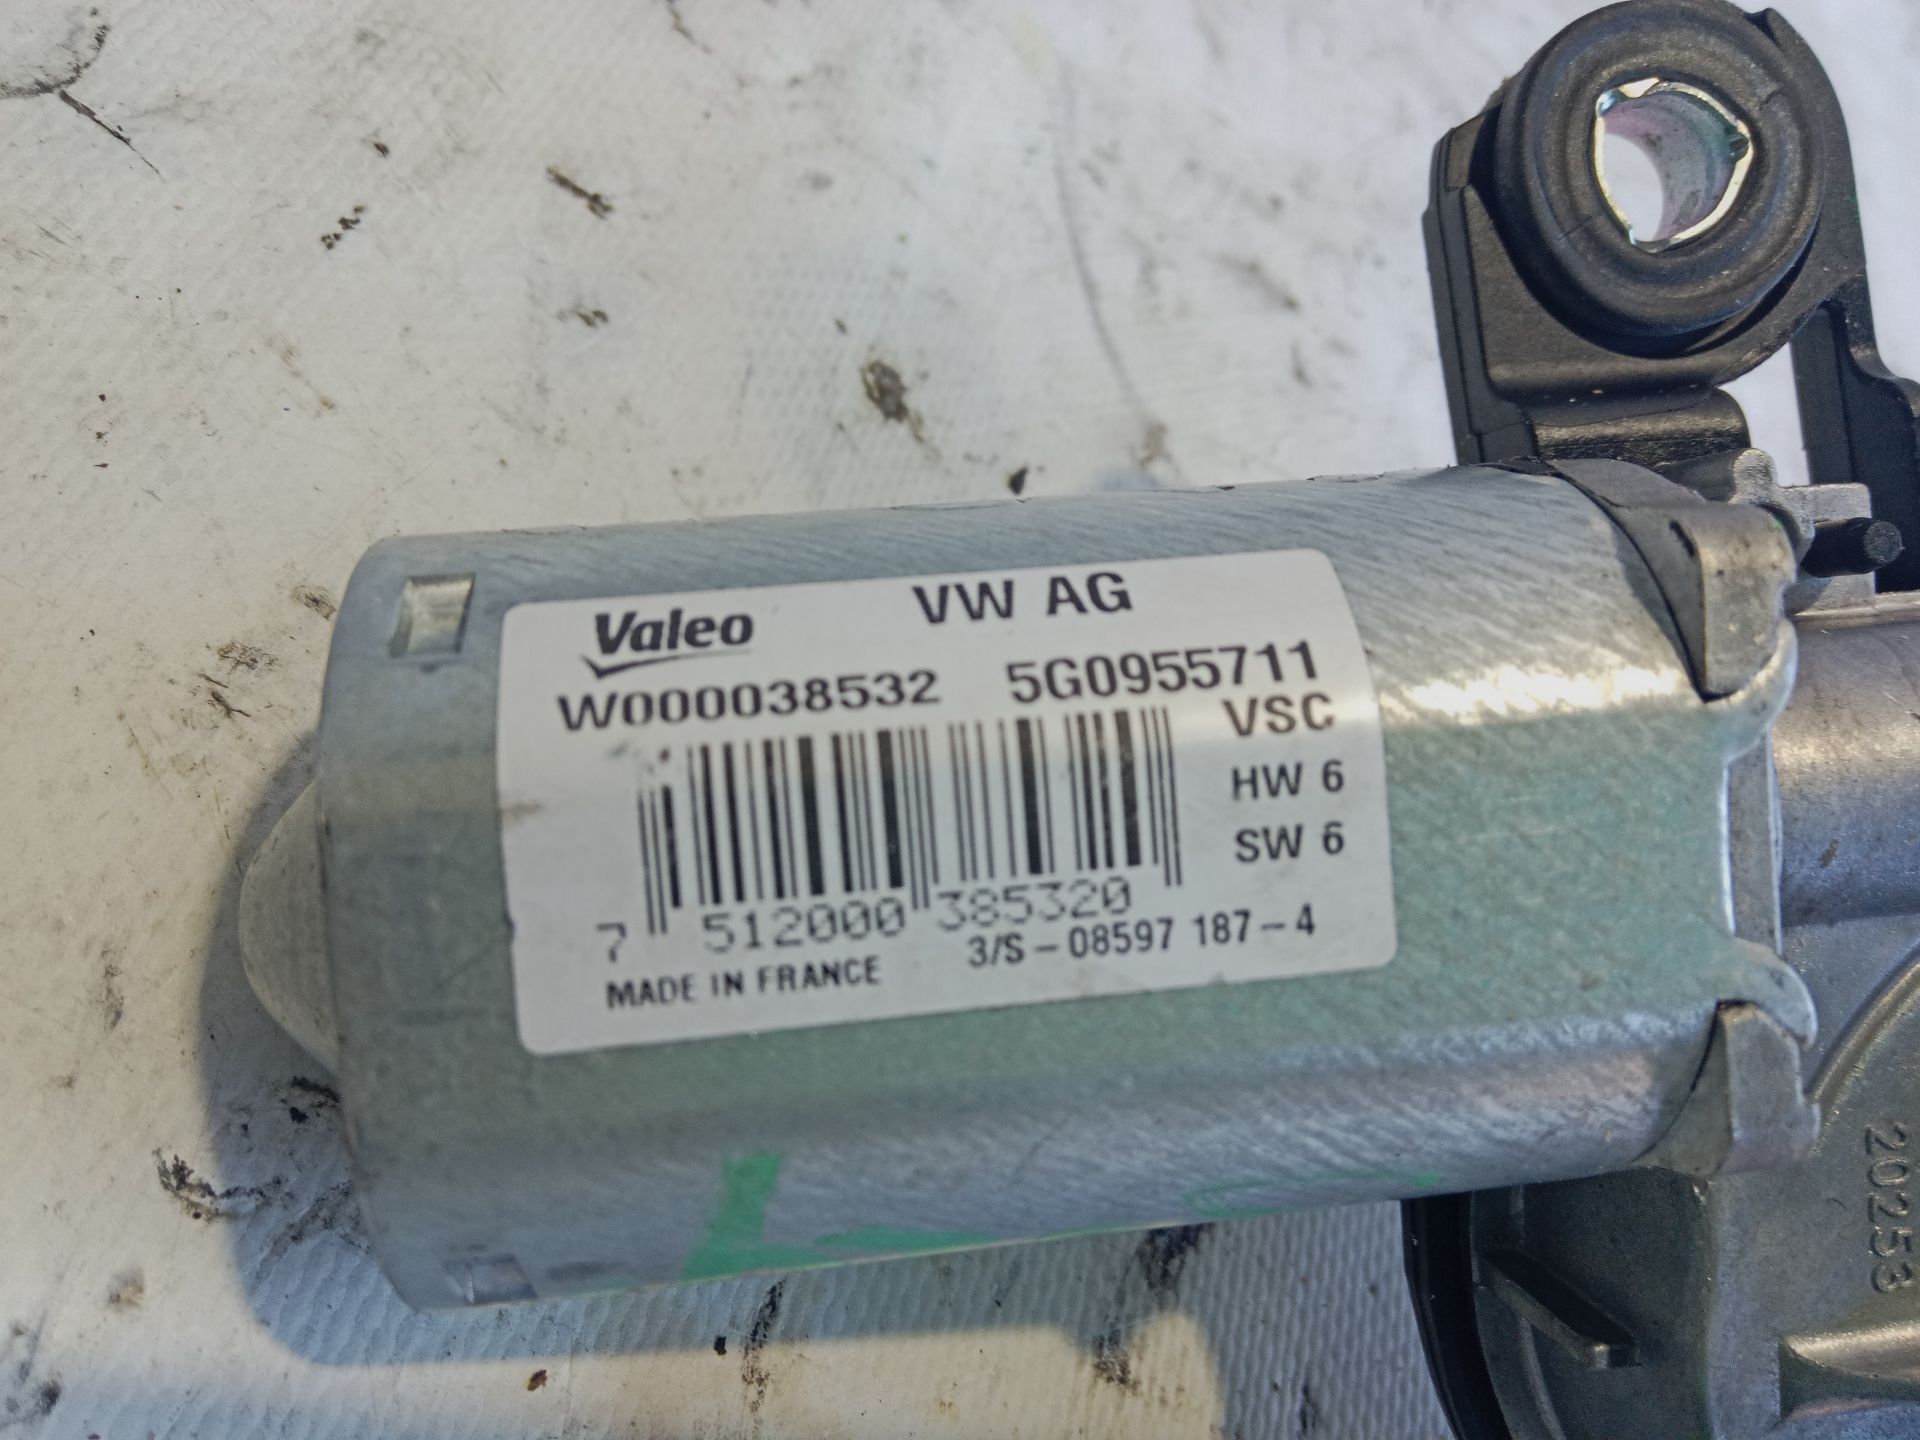 Valeo VW AG
W000038532 5G0955711
VSC
HW 6
SW 6
7 512000 385320
MADE IN FRANCE 3/S-08597 187-4
202538